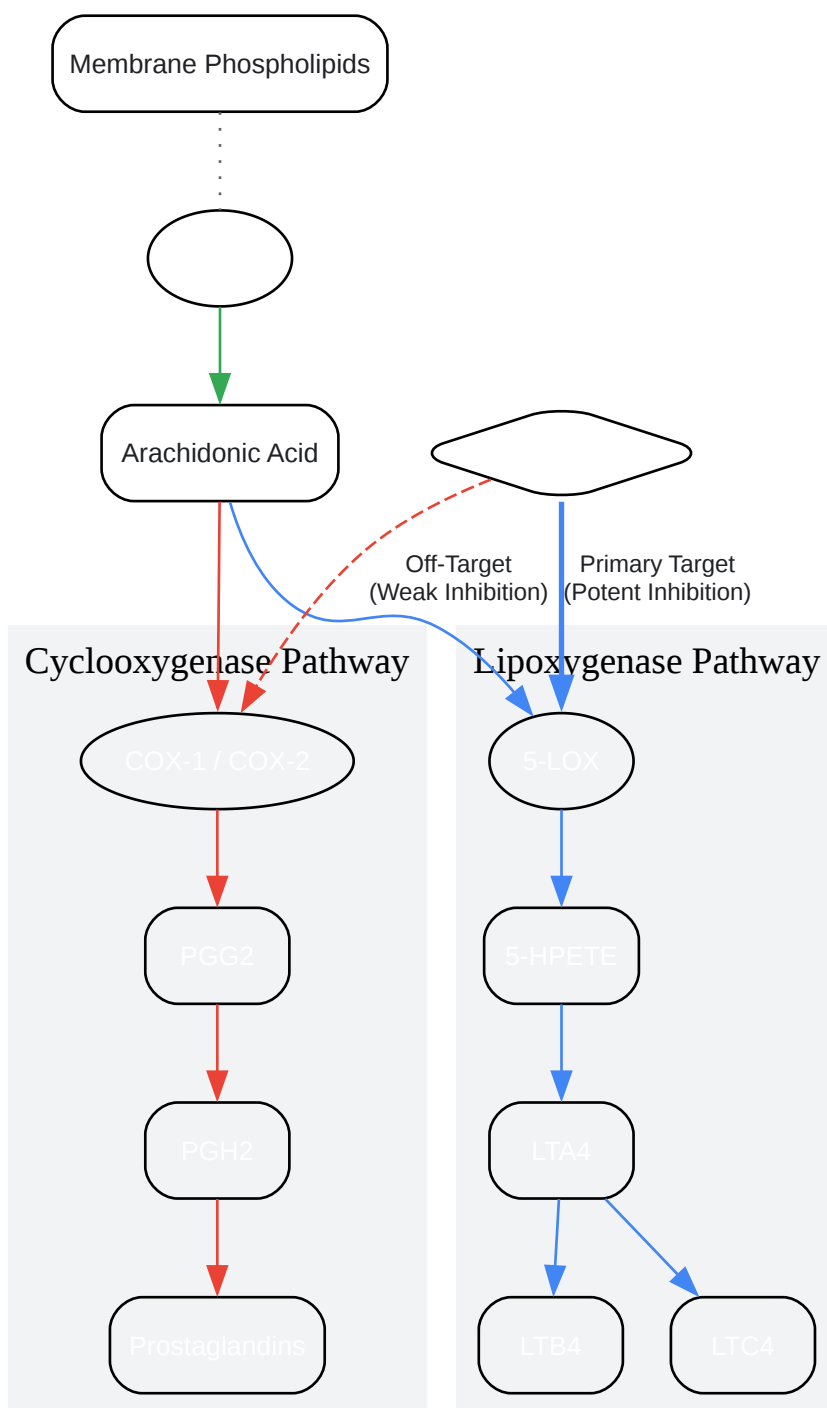 Membrane Phospholipids
Arachidonic Acid
Off-Target
(Weak Inhibition)
Primary Target
(Potent Inhibition)
Cyclooxygenase Pathway
Lipoxygenase Pathway
COX-1 / COX-2
5-LOX
PGG2
5-HPETE
PGH2
LTA4
Prostaglandins
LTB4
LTC4